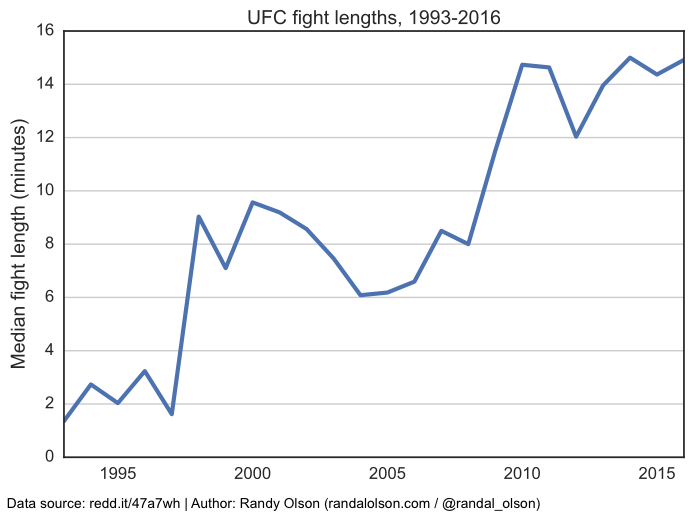 UFC fight lengths, 1993-2016
Median fight length (minutes)
16
14
12
10
8
6
4
2
0
1995 2000 2005 2010 2015
Data source: redd.it/47a7wh | Author: Randy Olson (randalolson.com / @randal_olson)